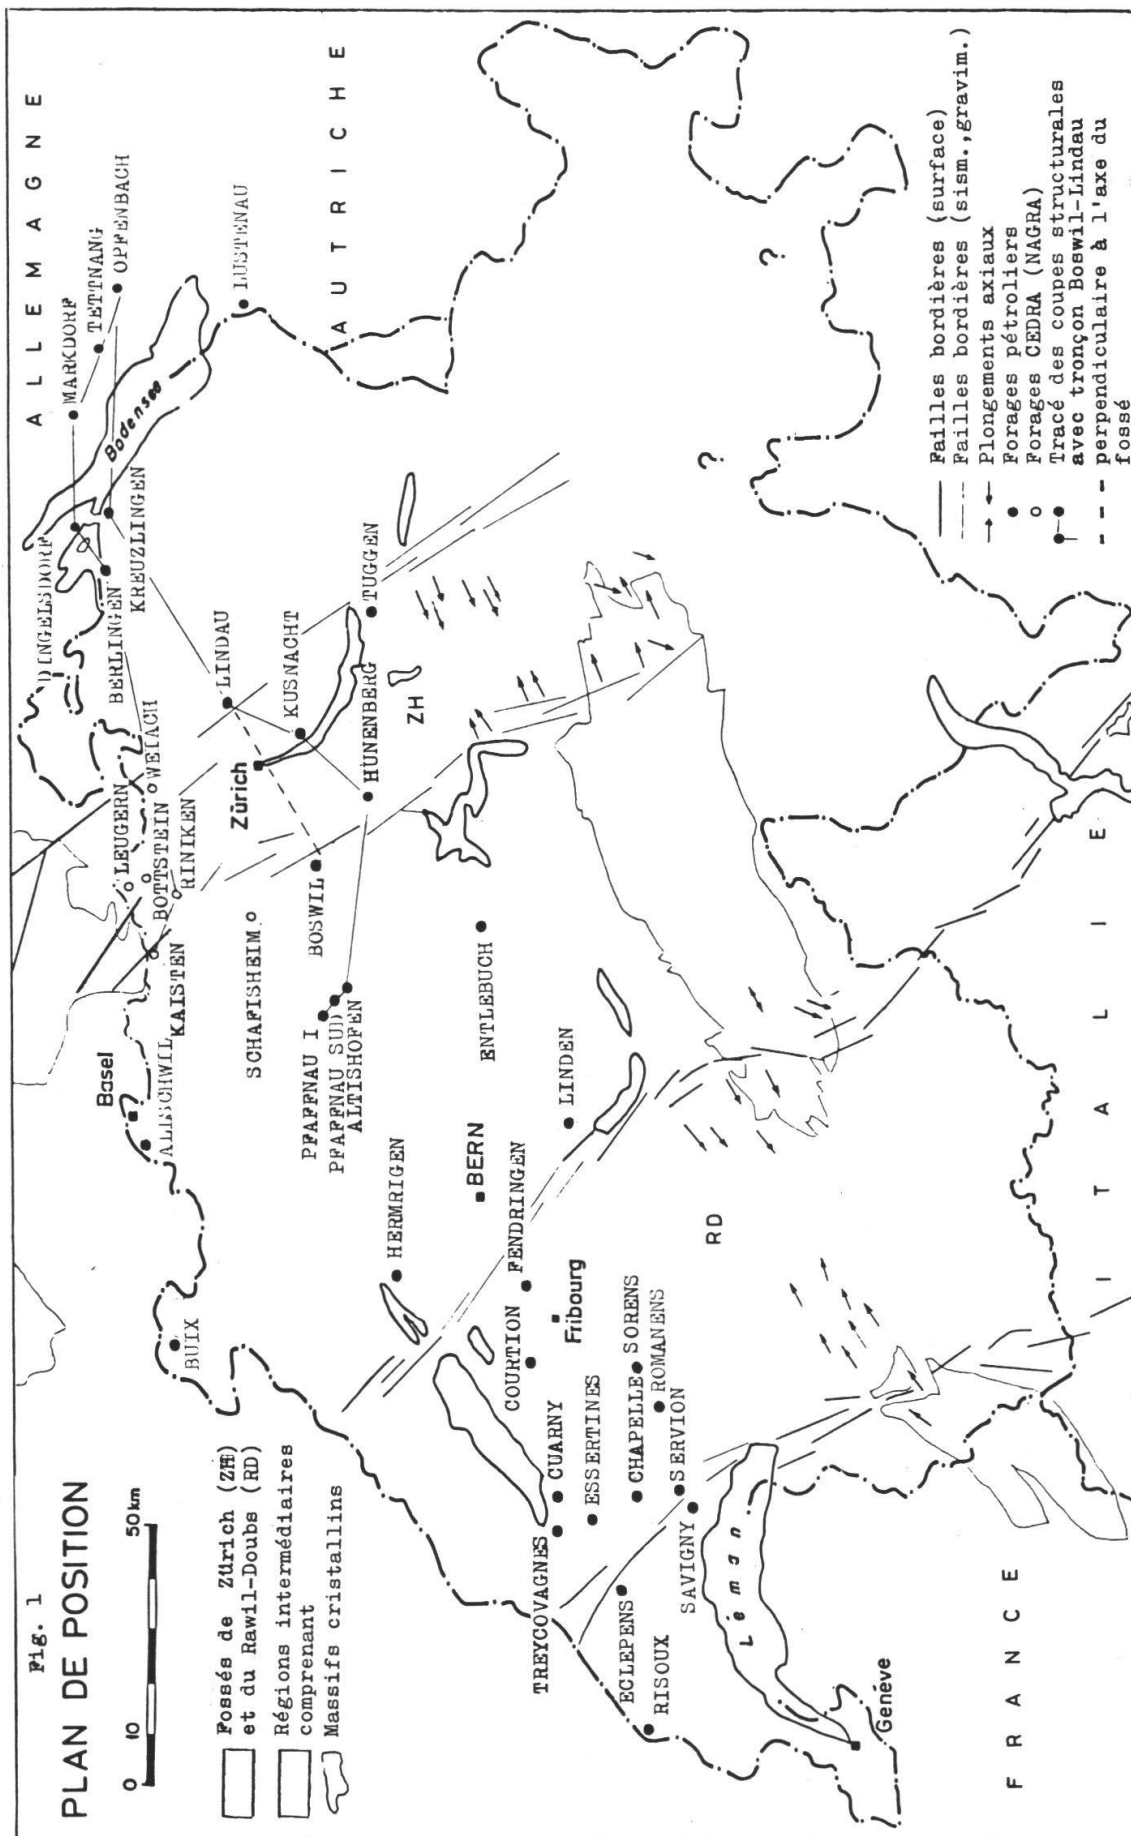 Fig. 1
PLAN DE POSITION
0 10 50 km
Fossés de Zürich (ZH)
et du Rawil-Doubs (RD)
Régions intermédiaires
comprenant
Massifs cristallins
ALLEMAGNE
AUTRICHE
ITALIE
FRANCE
MARKDORF
TETTNANG
OPFENBACH
LUSTENAU
Bodensee
DINGELSDORF
BERLINGEN
KREUZLINGEN
LINDAU
KUSNACHT
TUGGEN
HÜNENBERG
Zürich
ZH
LEUGERN
WEIACH
BOTTSTEIN
RINIKEN
KAISTEN
SCHAFISHEIM
BOSWIL
Basel
ALLSCHWIL
PFAFFNAU I
PFAFFNAU SUD
ALTISHOFEN
ENTLEBUCH
LINDEN
BUIX
HERMRIGEN
BERN
FENDRINGEN
COURTION
Fribourg
RD
CUARNY
TREYCOVAGNES
ESSERTINES
CHAPELLE
SORENS
ROMANENS
SERVION
SAVIGNY
ECLEPENS
RISOUX
Léman
Genéve
?
?
Failles bordières (surface)
Failles bordières (sism.,gravim.)
Plongements axiaux
Forages pétroliers
Forages CEDRA (NAGRA)
Tracé des coupes structurales
avec tronçon Boswil-Lindau
perpendiculaire à l'axe du
fossé